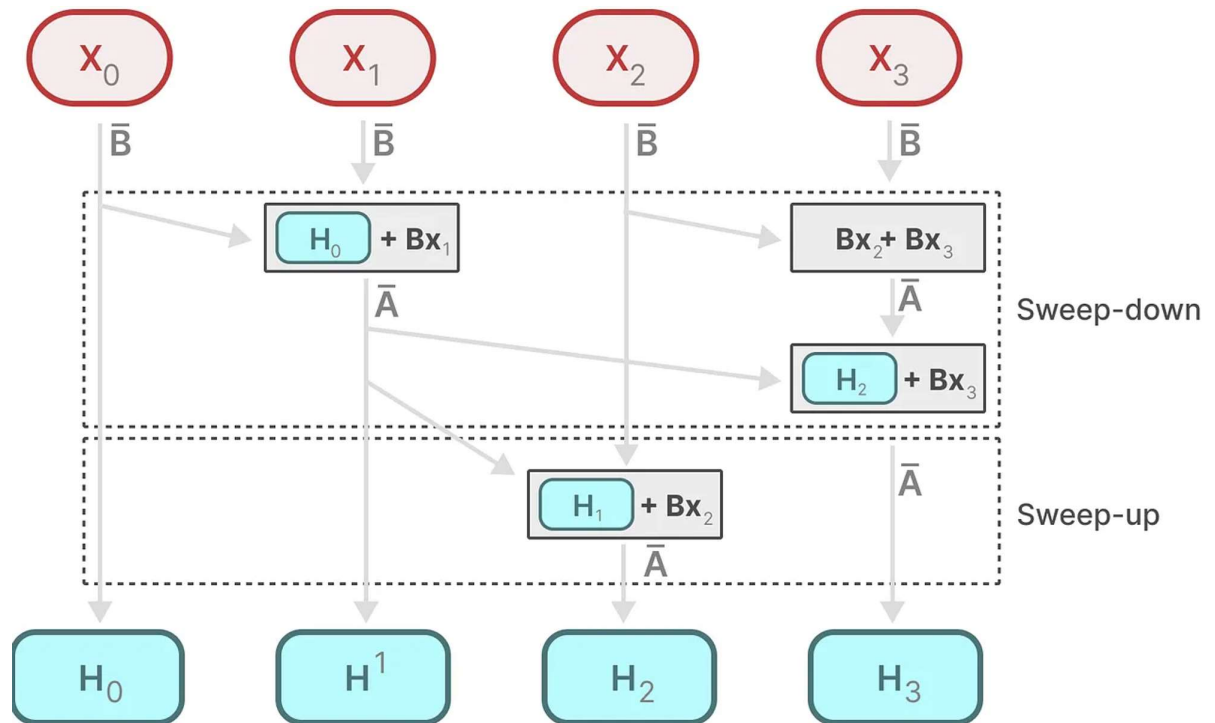 X₀ X₁ X₂ X₃
B̅ B̅ B̅ B̅
H₀ + Bx₁ Bx₂+ Bx₃
A̅ A̅
Sweep-down
H₂ + Bx₃
A̅
H₁ + Bx₂
Sweep-up
A̅
H₀ H¹ H₂ H₃